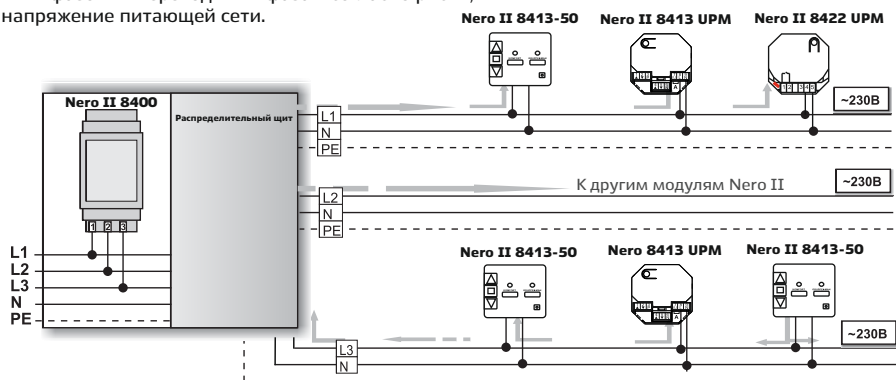 напряжение питающей сети.
Nero II 8413-50
Nero II 8413 UPM
Nero II 8422 UPM
Nero II 8400
Распределительный щит
1 2 3
L1
L2
L3
N
PE
L1
N
PE
~230В
К другим модулям Nero II
L2
N
PE
~230В
Nero II 8413-50
Nero 8413 UPM
Nero II 8413-50
L3
N
~230В